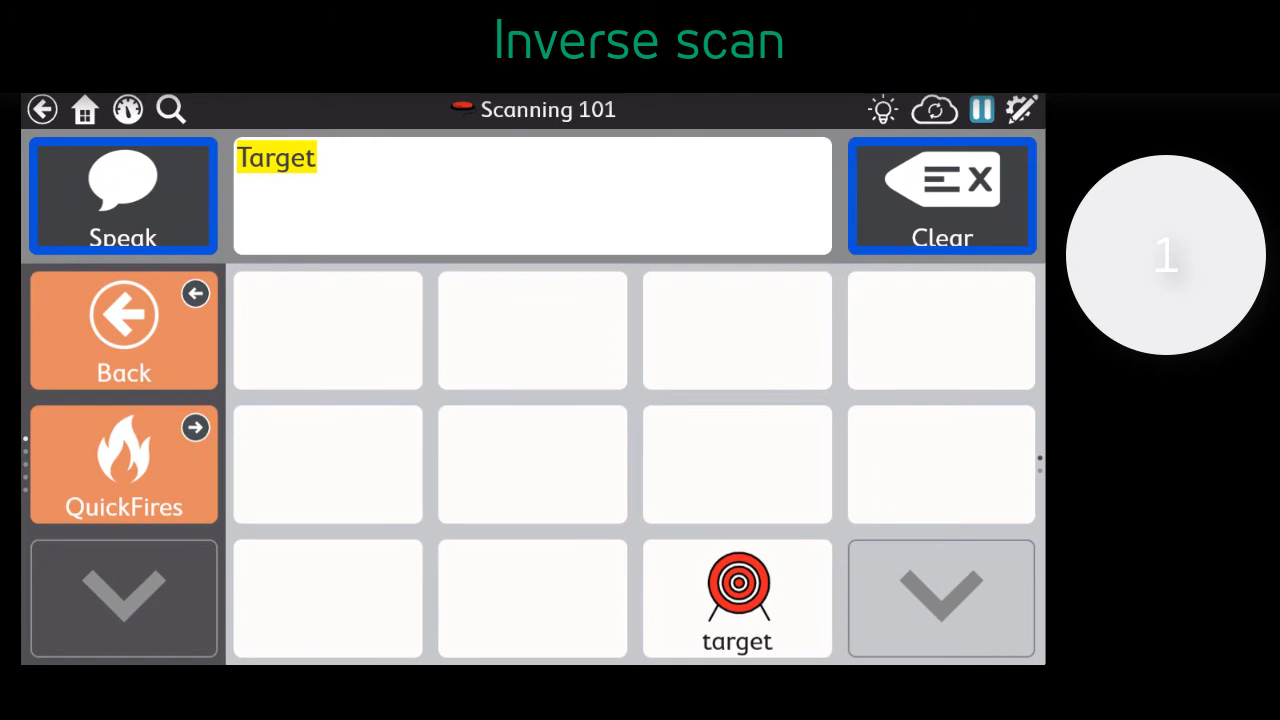 Inverse scan
Scanning 101
Speak
Target
Clear
1
Back
QuickFires
target